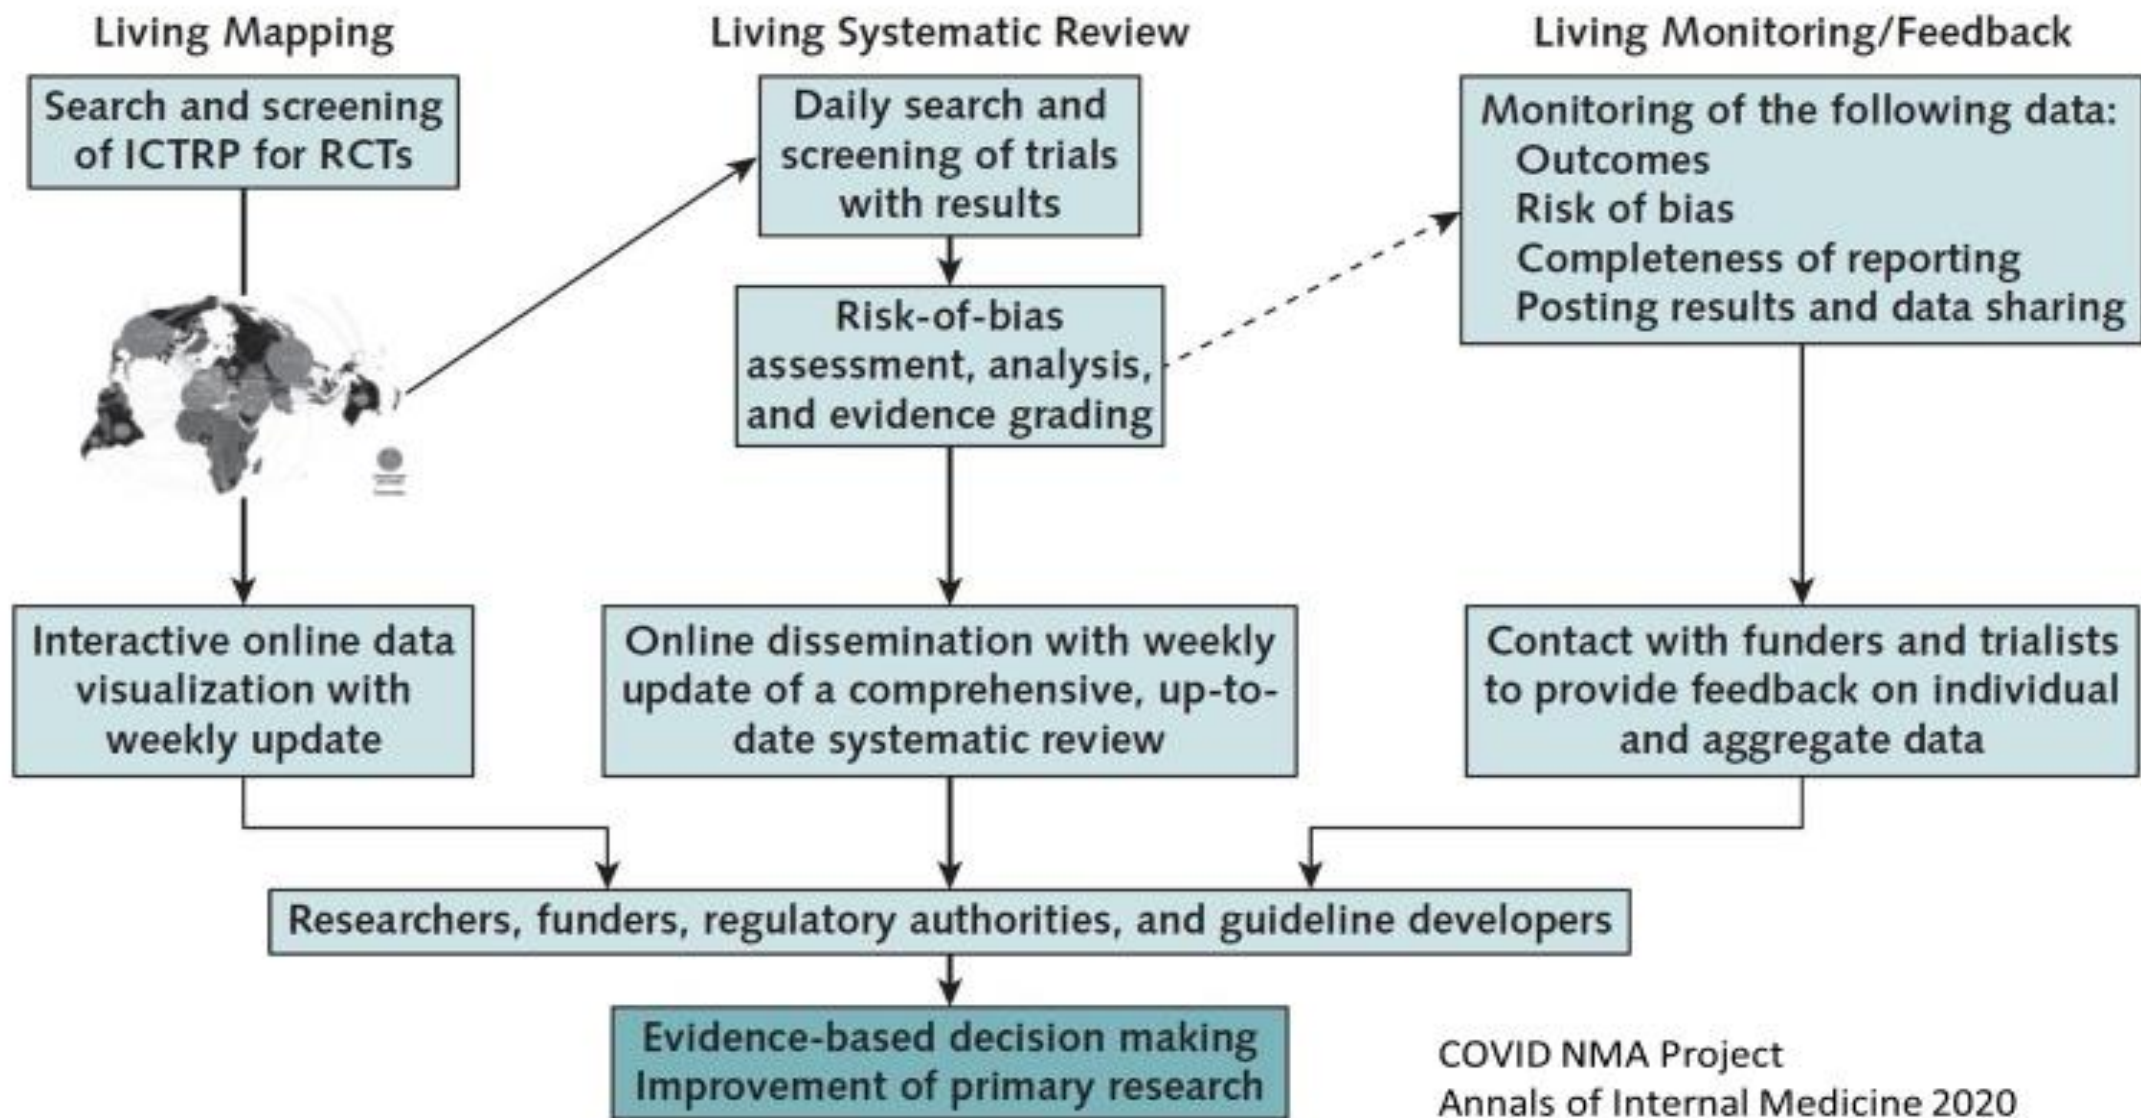 Living Mapping
Search and screening
of ICTRP for RCTs
Interactive online data
visualization with
weekly update
Living Systematic Review
Daily search and
screening of trials
with results
Risk-of-bias
assessment, analysis,
and evidence grading
Online dissemination with weekly
update of a comprehensive, up-to-
date systematic review
Living Monitoring/Feedback
Monitoring of the following data:
Outcomes
Risk of bias
Completeness of reporting
Posting results and data sharing
Contact with funders and trialists
to provide feedback on individual
and aggregate data
Researchers, funders, regulatory authorities, and guideline developers
Evidence-based decision making
Improvement of primary research
COVID NMA Project
Annals of Internal Medicine 2020